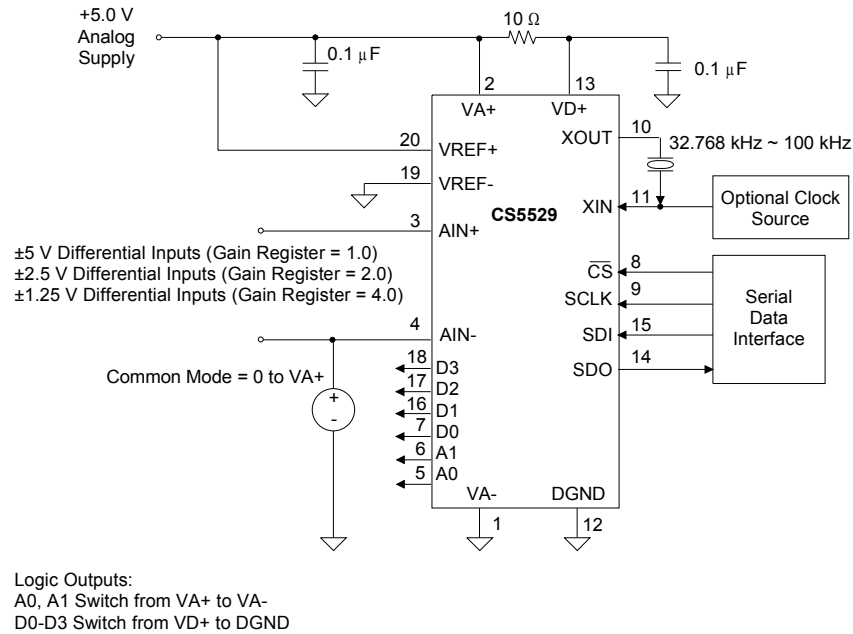 +5.0 V
Analog
Supply
10 Ω
0.1 μF
0.1 μF
2
13
VA+
VD+
20
VREF+
XOUT
10
32.768 kHz ~ 100 kHz
19
VREF-
CS5529
XIN
11
Optional Clock
Source
3
AIN+
±5 V Differential Inputs (Gain Register = 1.0)
±2.5 V Differential Inputs (Gain Register = 2.0)
±1.25 V Differential Inputs (Gain Register = 4.0)
CS
8
SCLK
9
SDI
15
SDO
14
Serial
Data
Interface
4
AIN-
Common Mode = 0 to VA+
+
-
18
D3
17
D2
16
D1
7
D0
6
A1
5
A0
VA-
DGND
1
12
Logic Outputs:
A0, A1 Switch from VA+ to VA-
D0-D3 Switch from VD+ to DGND